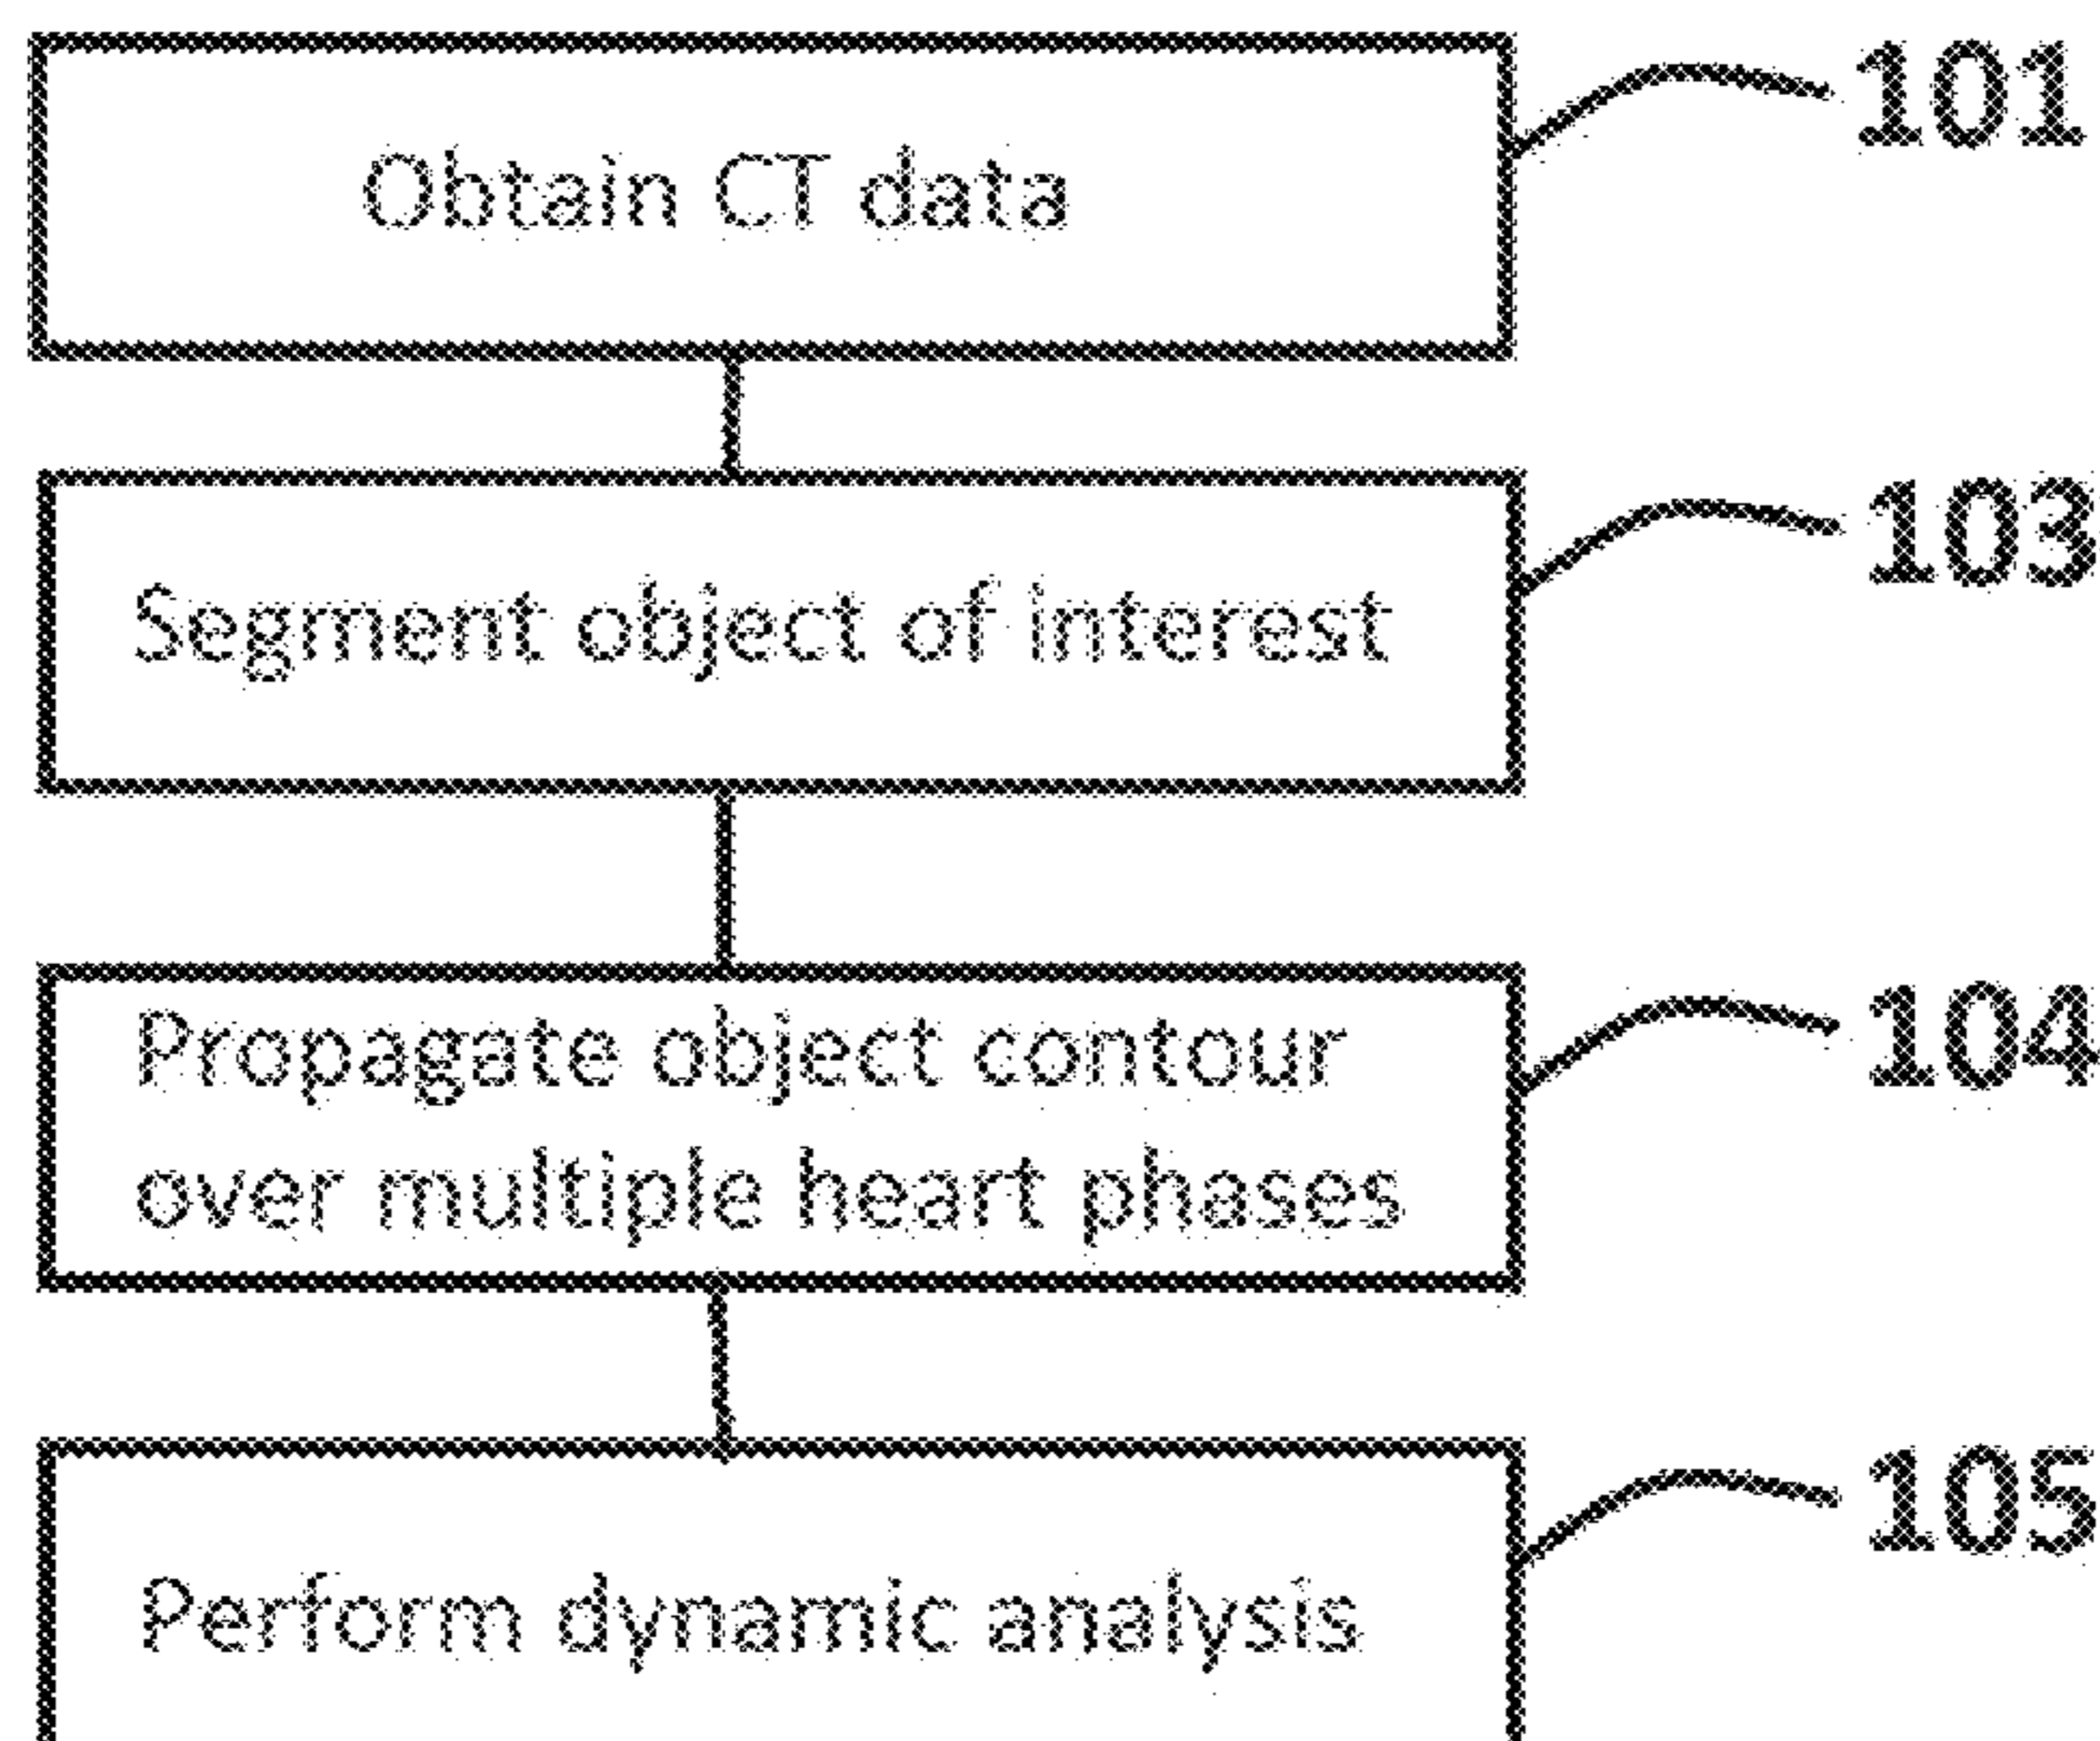 Obtain CT data
101
Segment object of interest
103
Propagate object contour
over multiple heart phases
104
Perform dynamic analysis
105